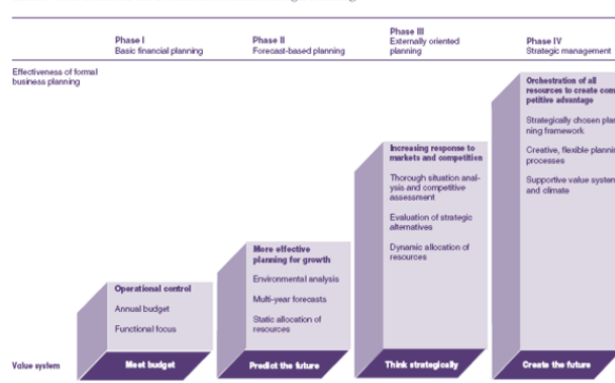 Phase I
Basic financial planning
Phase II
Forecast-based planning
Phase III
Externally oriented
planning
Phase IV
Strategic management
Effectiveness of formal
business planning
Operational control
Annual budget
Functional focus
More effective
planning for growth
Environmental analysis
Multi-year forecasts
Static allocation of
resources
Increasing response to
markets and competition
Thorough situation anal-
ysis and competitive
assessment
Evaluation of strategic
alternatives
Dynamic allocation of
resources
Orchestration of all
resources to create com
petitive advantage
Strategically chosen plan
ning framework
Creative, flexible planning
processes
Supportive value system
and climate
Value system
Meet budget
Predict the future
Think strategically
Create the future